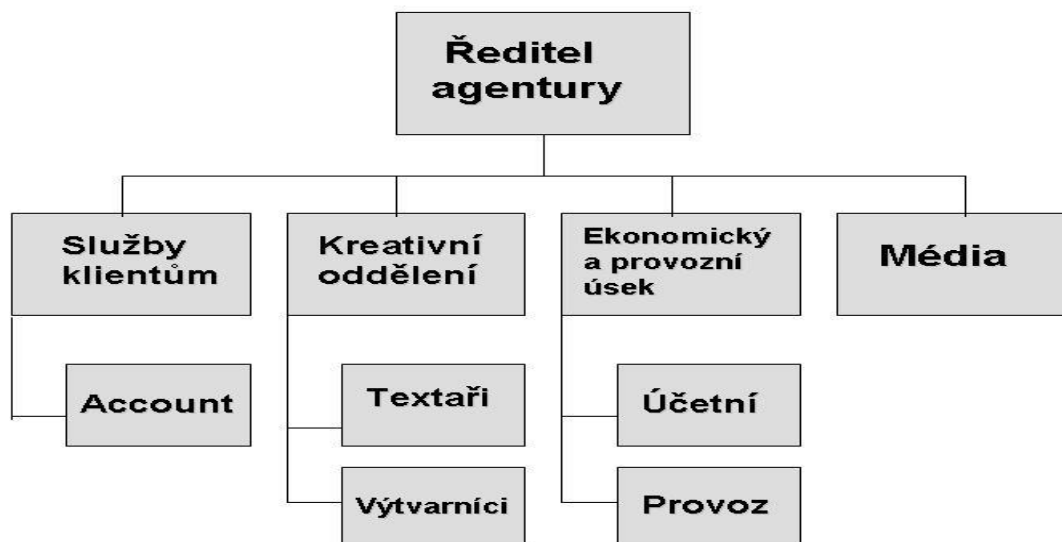 Ředitel
agentury
Služby
klientům
Kreativní
oddělení
Ekonomický
a provozní
úsek
Média
Account
Textaři
Účetní
Výtvarníci
Provoz